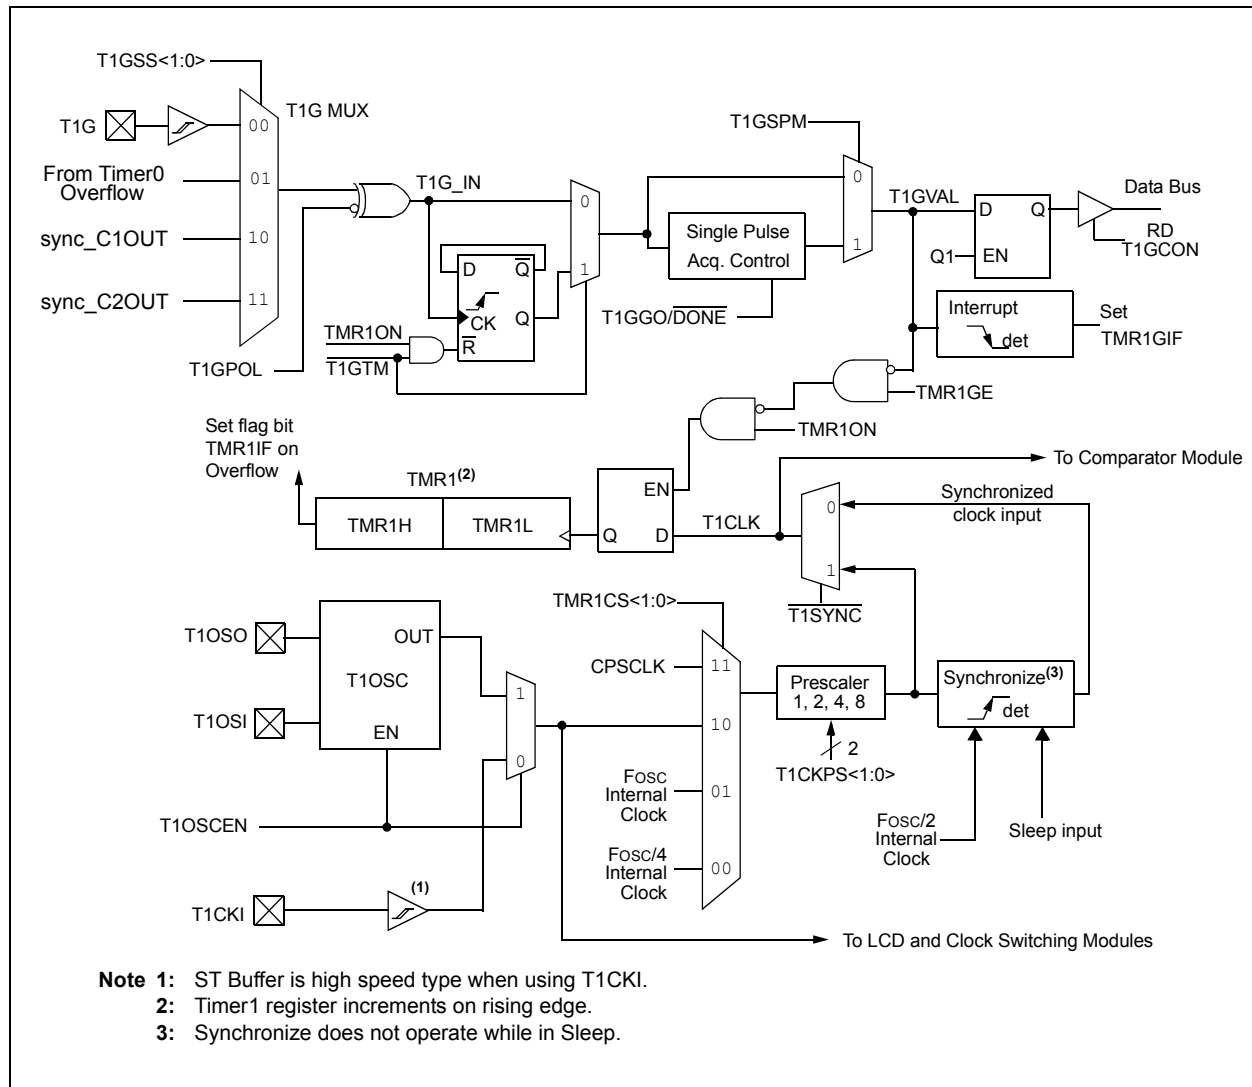 T1GSS<1:0>
T1G MUX
T1G
00
From Timer0
Overflow
01
sync_C1OUT
10
sync_C2OUT
11
T1GPOL
T1G_IN
0
1
D
Q
CK
Q
R
TMR1ON
T1GTM
T1GSPM
0
1
Single Pulse
Acq. Control
T1GGO/DONE
T1GVAL
D
Q
Q1
EN
Data Bus
RD
T1GCON
Interrupt
det
Set
TMR1GIF
TMR1GE
TMR1ON
Set flag bit
TMR1IF on
Overflow
TMR1(2)
TMR1H
TMR1L
EN
Q
D
T1CLK
To Comparator Module
0
1
Synchronized
clock input
T1SYNC
T1OSO
T1OSI
OUT
T1OSC
EN
1
0
T1OSCEN
T1CKI
(1)
TMR1CS<1:0>
CPSCLK
11
10
FOSC
Internal
Clock
01
FOSC/4
Internal
Clock
00
Prescaler
1, 2, 4, 8
2
T1CKPS<1:0>
Synchronize(3)
det
FOSC/2
Internal
Clock
Sleep input
To LCD and Clock Switching Modules
Note 1: ST Buffer is high speed type when using T1CKI.
2: Timer1 register increments on rising edge.
3: Synchronize does not operate while in Sleep.